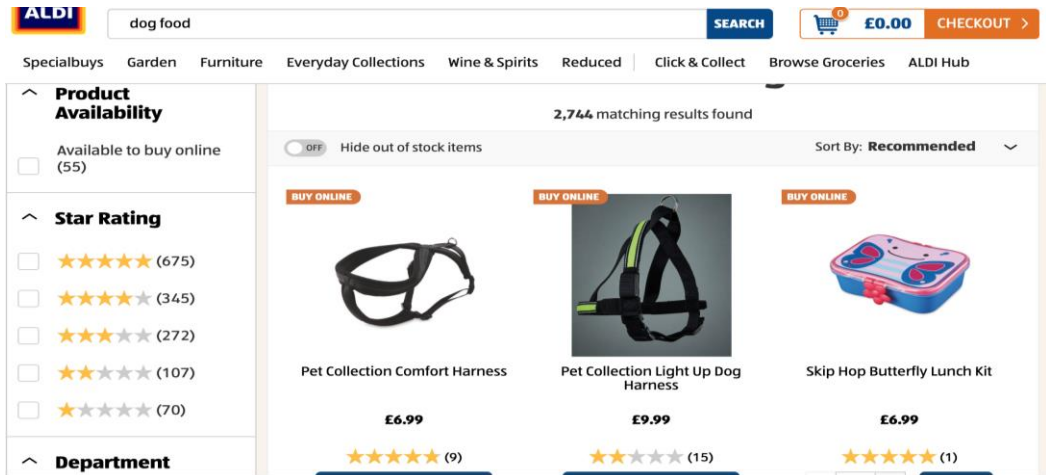 ALDI
dog food
SEARCH
0
£0.00
CHECKOUT >
Specialbuys Garden Furniture Everyday Collections Wine & Spirits Reduced Click & Collect Browse Groceries ALDI Hub
Product
Availability
Available to buy online
(55)
Star Rating
(675)
(345)
(272)
(107)
(70)
Department
2,744 matching results found
OFF Hide out of stock items
Sort By: Recommended
BUY ONLINE
Pet Collection Comfort Harness
£6.99
(9)
BUY ONLINE
Pet Collection Light Up Dog
Harness
£9.99
(15)
BUY ONLINE
Skip Hop Butterfly Lunch Kit
£6.99
(1)